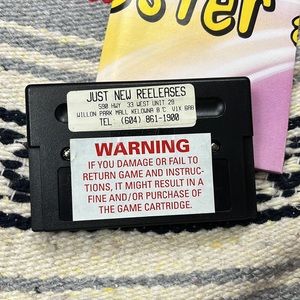 JUST NEW REELEASES
590 HWY 33 WEST UNIT 29
WILLOW PARK MALL KELOWNA B C V1X 6A8
TEL (604) 861-1900
WARNING
IF YOU DAMAGE OR FAIL TO
RETURN GAME AND INSTRUC-
TIONS, IT MIGHT RESULT IN A
FINE AND/OR PURCHASE OF
THE GAME CARTRIDGE.